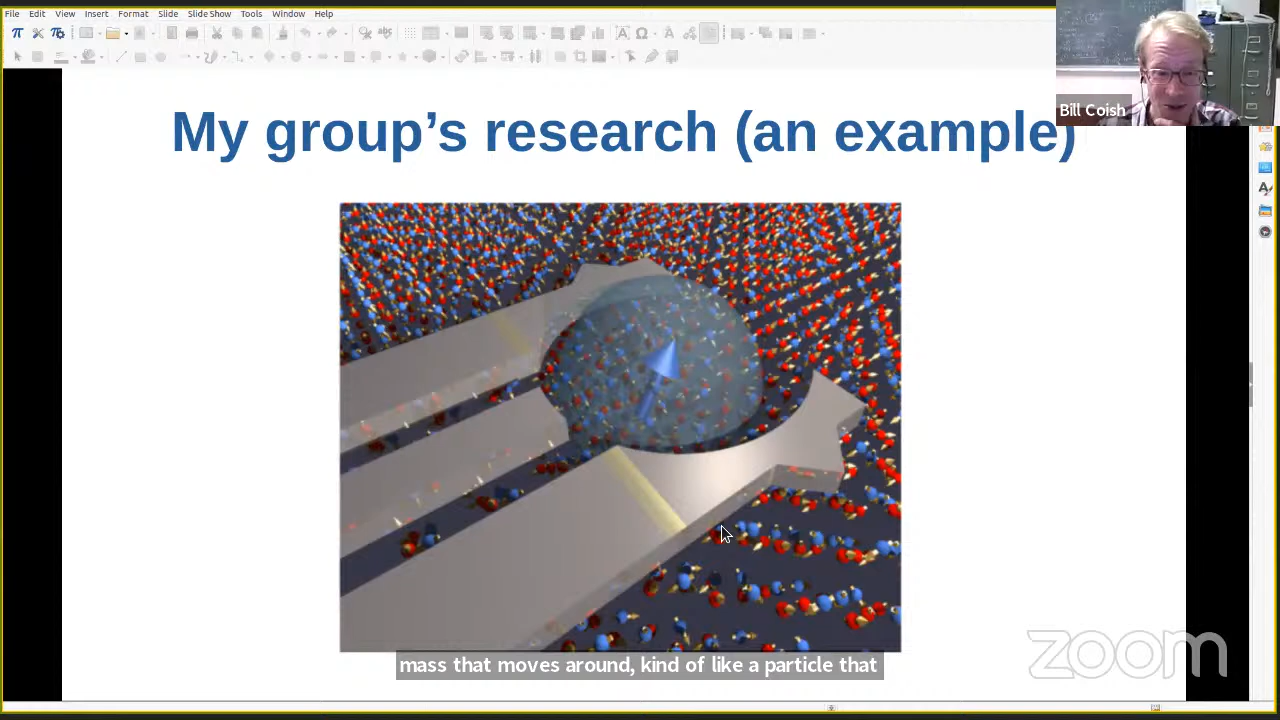 File Edit View Insert Format Slide Slide Show Tools Window Help
Bill Coish
My group’s research (an example)
mass that moves around, kind of like a particle that
zoom